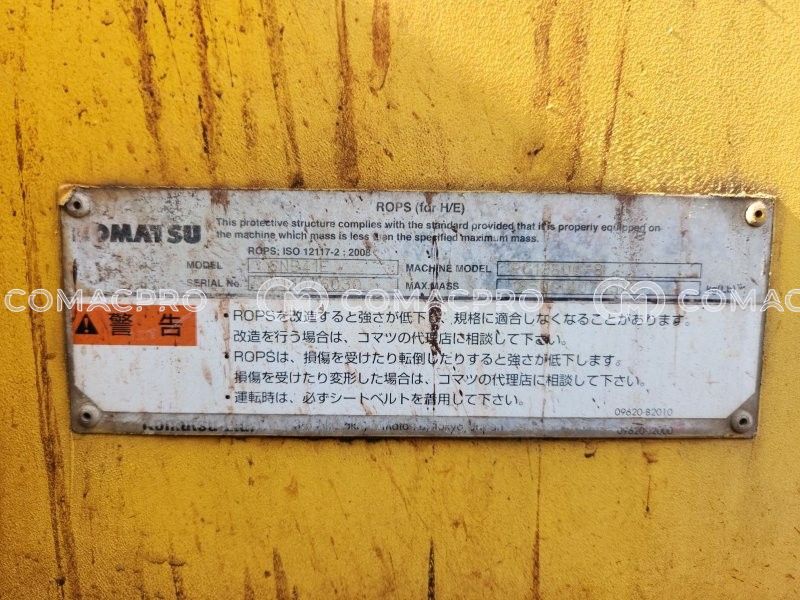 ROPS (for H/E)
KOMATSU
This protective structure complies with the standard provided that it is properly equipped on
the machine which mass is less than the specified maximum mass.
ROPS; ISO 12117-2 : 2008
MODEL MACHINE MODEL
SERIAL No. MAX.MASS
COMACPRO COMACPRO COMACPRO
警告
・ROPSを改造すると強さが低下し、規格に適合しなくなることがあります。
改造を行う場合は、コマツの代理店に相談して下さい。
・ROPSは、損傷を受けたり転倒したりすると強さが低下します。
損傷を受けたり変形した場合は、コマツの代理店に相談して下さい。
・運転時は、必ずシートベルトを着用して下さい。
09620-B2010
Komatsu Ltd. Tokyo, Japan
09620-92000